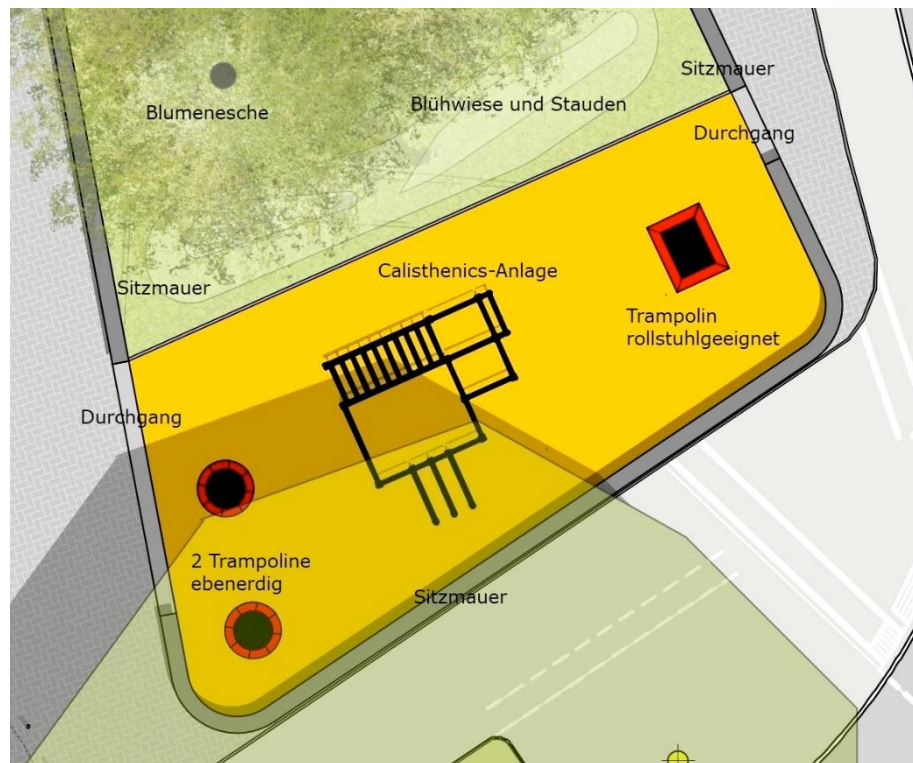 Sitzmauer
Blumenesche
Blühwiese und Stauden
Durchgang
Calisthenics-Anlage
Sitzmauer
Trampolin
rollstuhlgeeignet
Durchgang
2 Trampoline
ebenerdig
Sitzmauer